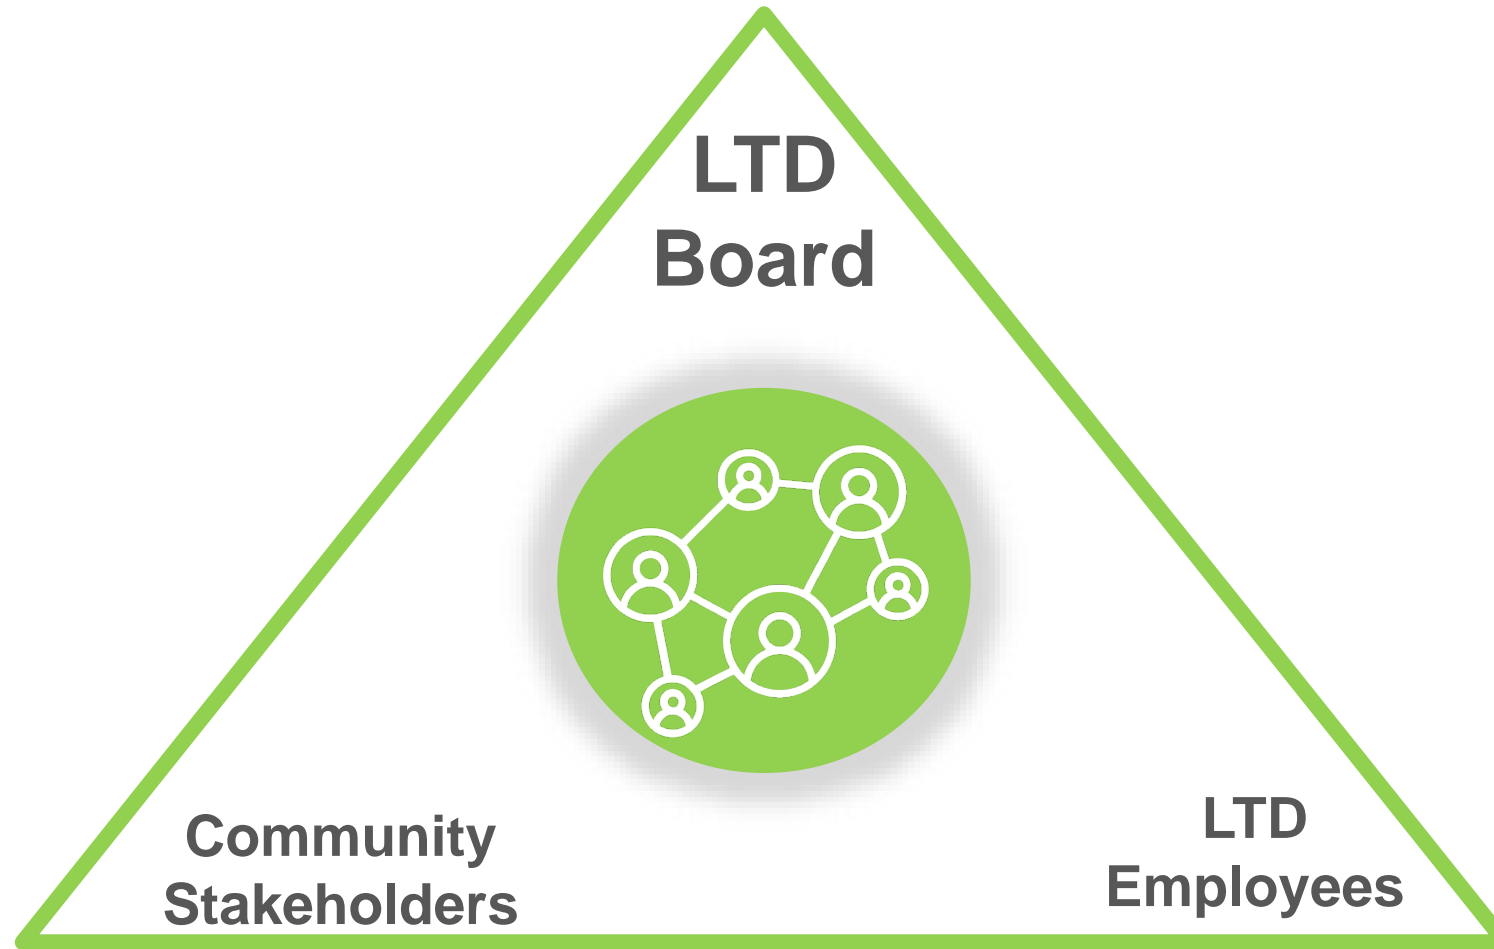 LTD
Board
Community
Stakeholders
LTD
Employees